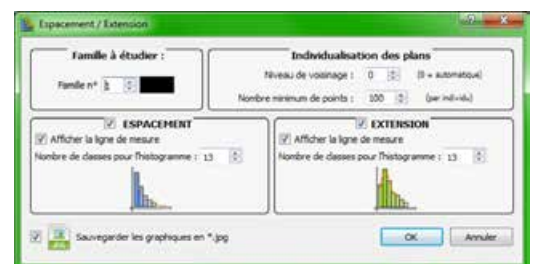 Espacement / Extension
Famille à étudier :
Famille n° 1
Individualisation des plans
Niveau de voisinage : 0 (0 = automatique)
Nombre minimum de points : 100 (par individu)
ESPACEMENT
Afficher la ligne de mesure
Nombre de classes pour l'histogramme : 13
EXTENSION
Afficher la ligne de mesure
Nombre de classes pour l'histogramme : 13
Sauvegarder les graphiques en *.jpg
OK
Annuler